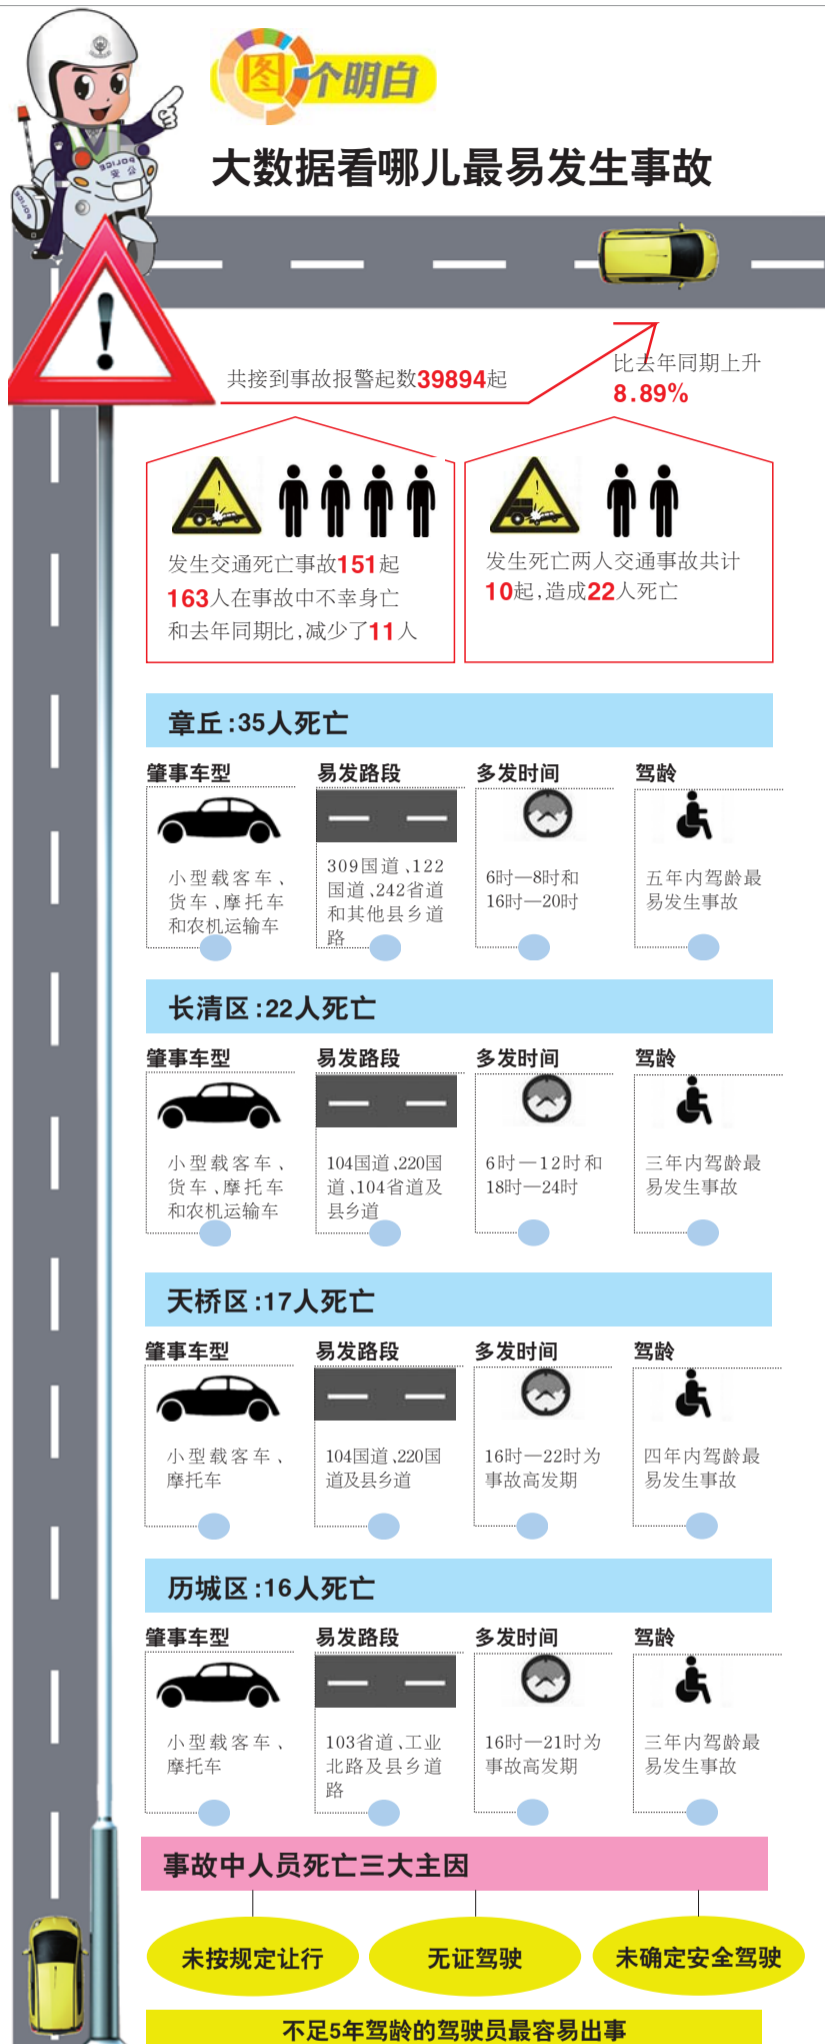 图个明白
大数据看哪儿最易发生事故
POLICE
公安
POLICE
共接到事故报警起数39894起
比去年同期上升
8.89%
发生交通死亡事故151起
163人在事故中不幸身亡
和去年同期比,减少了11人
发生死亡两人交通事故共计
10起,造成22人死亡
章丘:35人死亡
肇事车型
小型载客车、
货车、摩托车
和农机运输车
易发路段
309国道、122
国道、242省道
和其他县乡道
路
多发时间
6时—8时和
16时—20时
驾龄
五年内驾龄最
易发生事故
长清区:22人死亡
肇事车型
小型载客车、
货车、摩托车
和农机运输车
易发路段
104国道、220国
道、104省道及
县乡道
多发时间
6时—12时和
18时—24时
驾龄
三年内驾龄最
易发生事故
天桥区:17人死亡
肇事车型
小型载客车、
摩托车
易发路段
104国道、220国
道及县乡道
多发时间
16时—22时为
事故高发期
驾龄
四年内驾龄最
易发生事故
历城区:16人死亡
肇事车型
小型载客车、
摩托车
易发路段
103省道、工业
北路及县乡道
路
多发时间
16时—21时为
事故高发期
驾龄
三年内驾龄最
易发生事故
事故中人员死亡三大主因
未按规定让行
无证驾驶
未确定安全驾驶
不足5年驾龄的驾驶员最容易出事